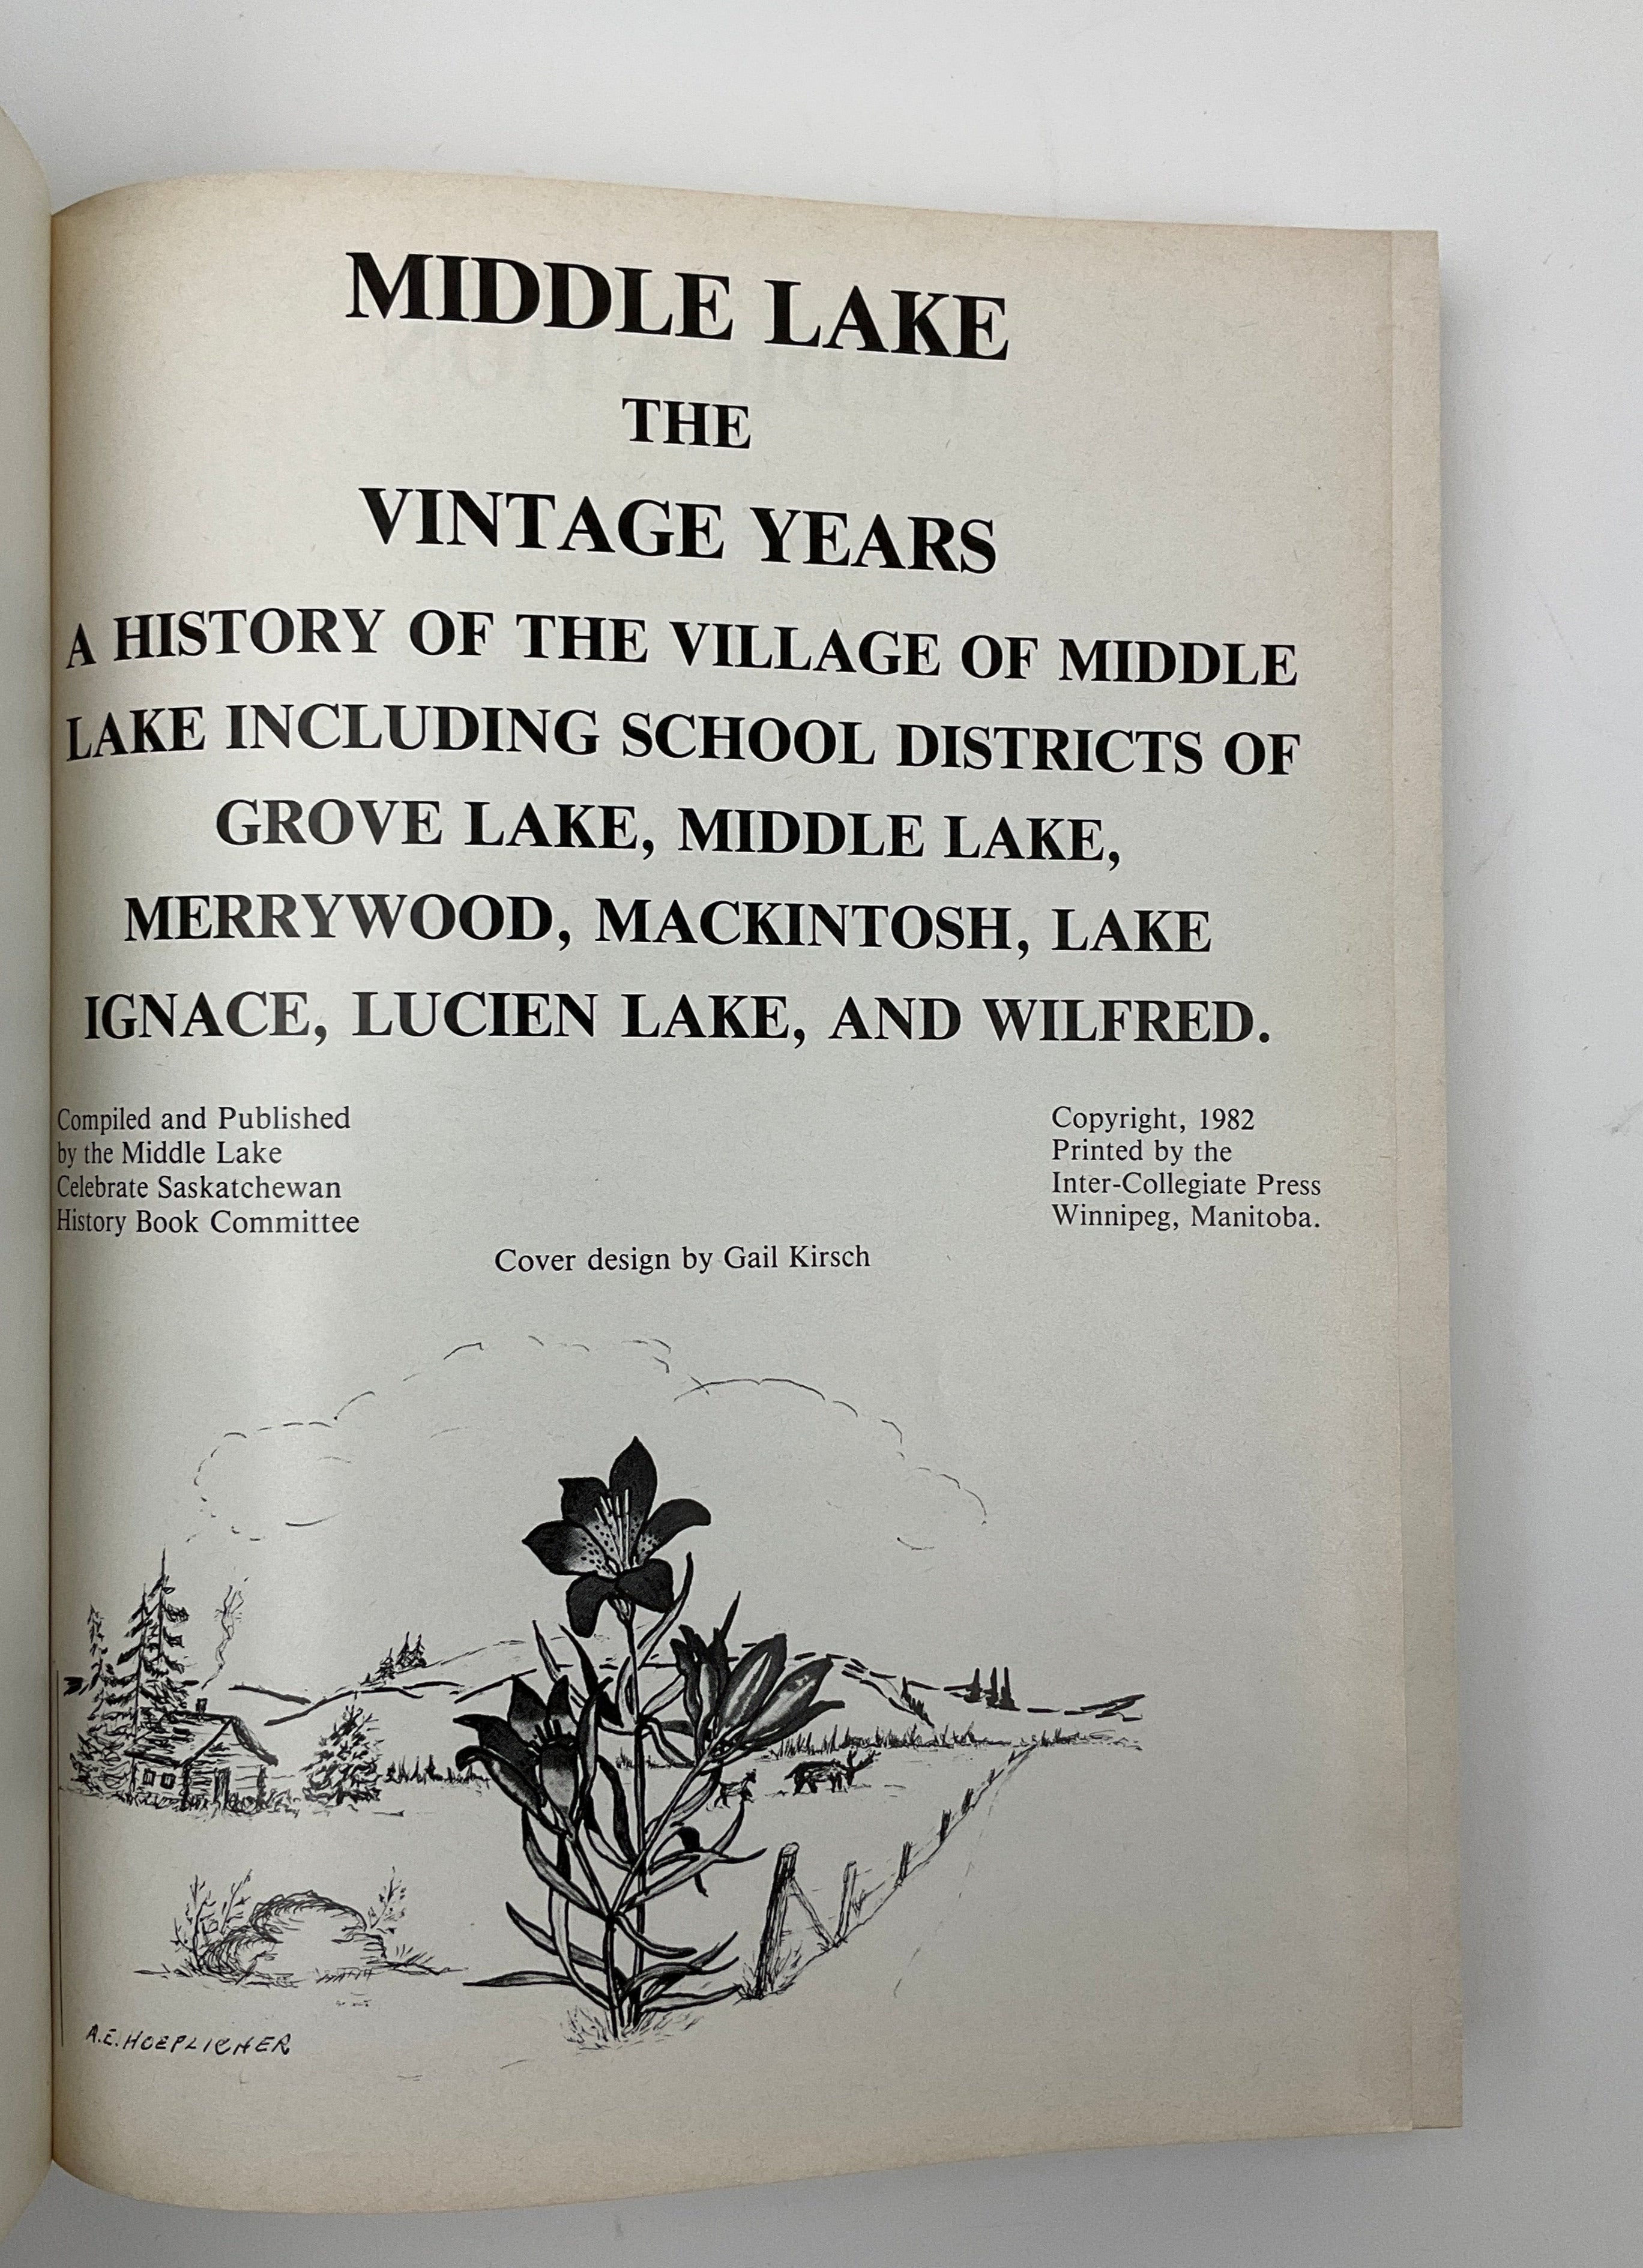 MIDDLE LAKE
THE
VINTAGE YEARS
A HISTORY OF THE VILLAGE OF MIDDLE
LAKE INCLUDING SCHOOL DISTRICTS OF
GROVE LAKE, MIDDLE LAKE,
MERRYWOOD, MACKINTOSH, LAKE
IGNACE, LUCIEN LAKE, AND WILFRED.
Compiled and Published
by the Middle Lake
Celebrate Saskatchewan
History Book Committee
Copyright, 1982
Printed by the
Inter-Collegiate Press
Winnipeg, Manitoba.
Cover design by Gail Kirsch
A.E. HOEPLICHER